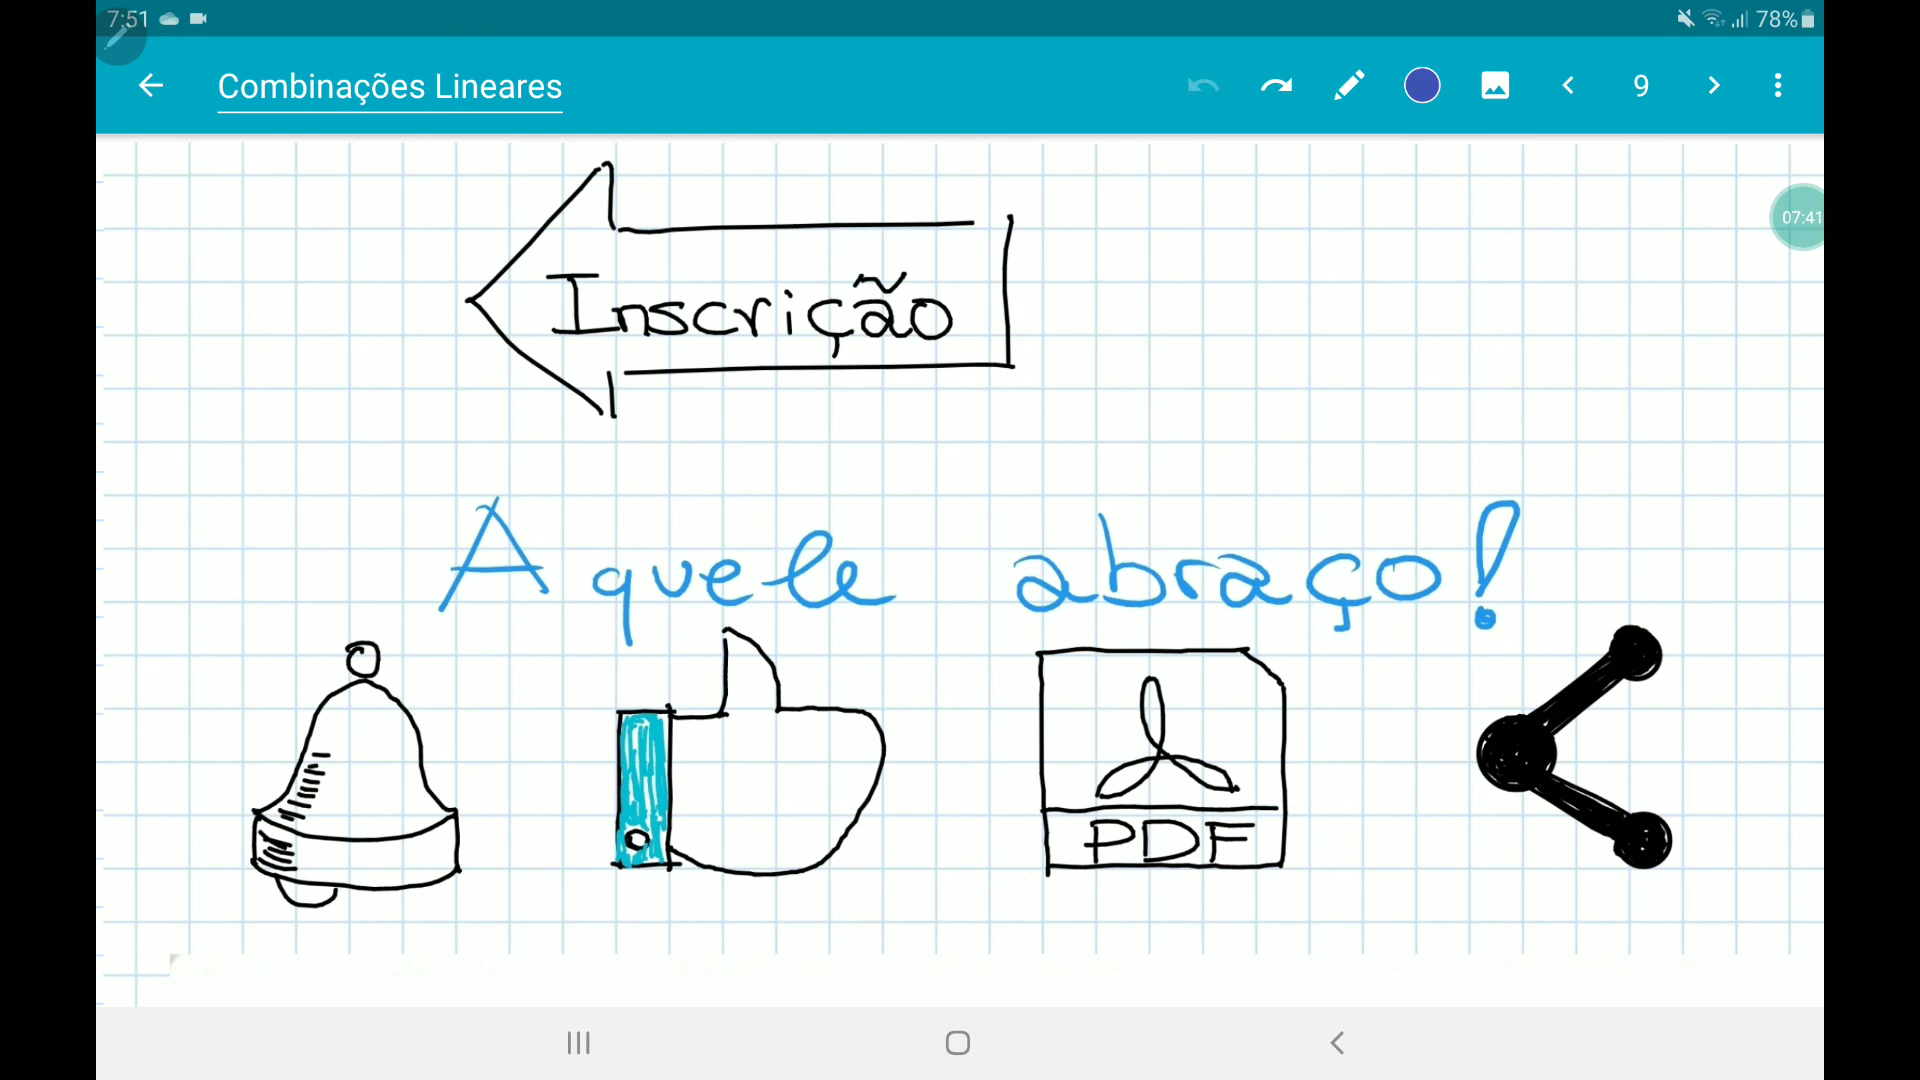 7:51
78%
Combinações Lineares
9
07:41
Inscrição
Aquele abraço!
PDF